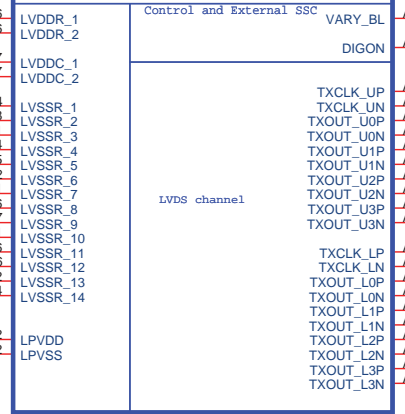 Control and External SSC
LVDDR_1
LVDDR_2
LVDDC_1
LVDDC_2
LVSSR_1
LVSSR_2
LVSSR_3
LVSSR_4
LVSSR_5
LVSSR_6
LVSSR_7
LVSSR_8
LVSSR_9
LVSSR_10
LVSSR_11
LVSSR_12
LVSSR_13
LVSSR_14
LPVDD
LPVSS
LVDS channel
VARY_BL
DIGON
TXCLK_UP
TXCLK_UN
TXOUT_U0P
TXOUT_U0N
TXOUT_U1P
TXOUT_U1N
TXOUT_U2P
TXOUT_U2N
TXOUT_U3P
TXOUT_U3N
TXCLK_LP
TXCLK_LN
TXOUT_L0P
TXOUT_L0N
TXOUT_L1P
TXOUT_L1N
TXOUT_L2P
TXOUT_L2N
TXOUT_L3P
TXOUT_L3N